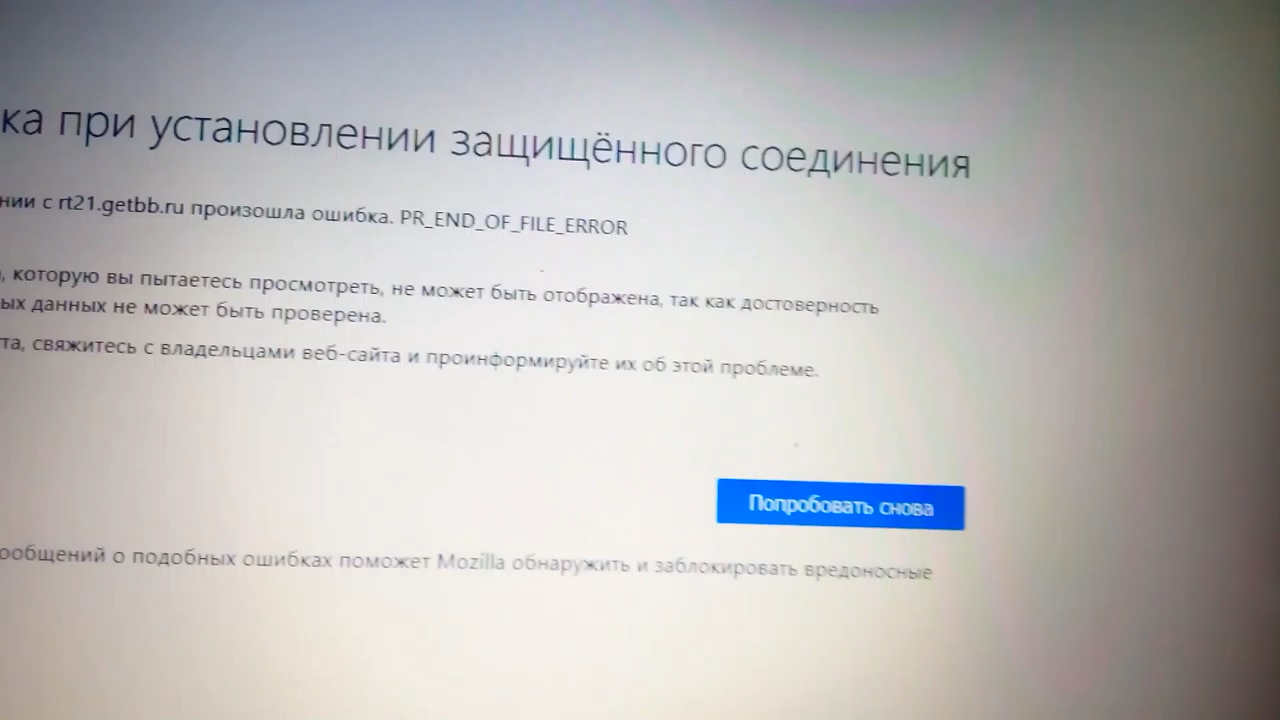 ка при установлении защищённого соединения
нии с rt21.getbb.ru произошла ошибка. PR_END_OF_FILE_ERROR
, которую вы пытаетесь просмотреть, не может быть отображена, так как достоверность
ых данных не может быть проверена.
та, свяжитесь с владельцами веб-сайта и проинформируйте их об этой проблеме.
Попробовать снова
ообщений о подобных ошибках поможет Mozilla обнаружить и заблокировать вредоносные